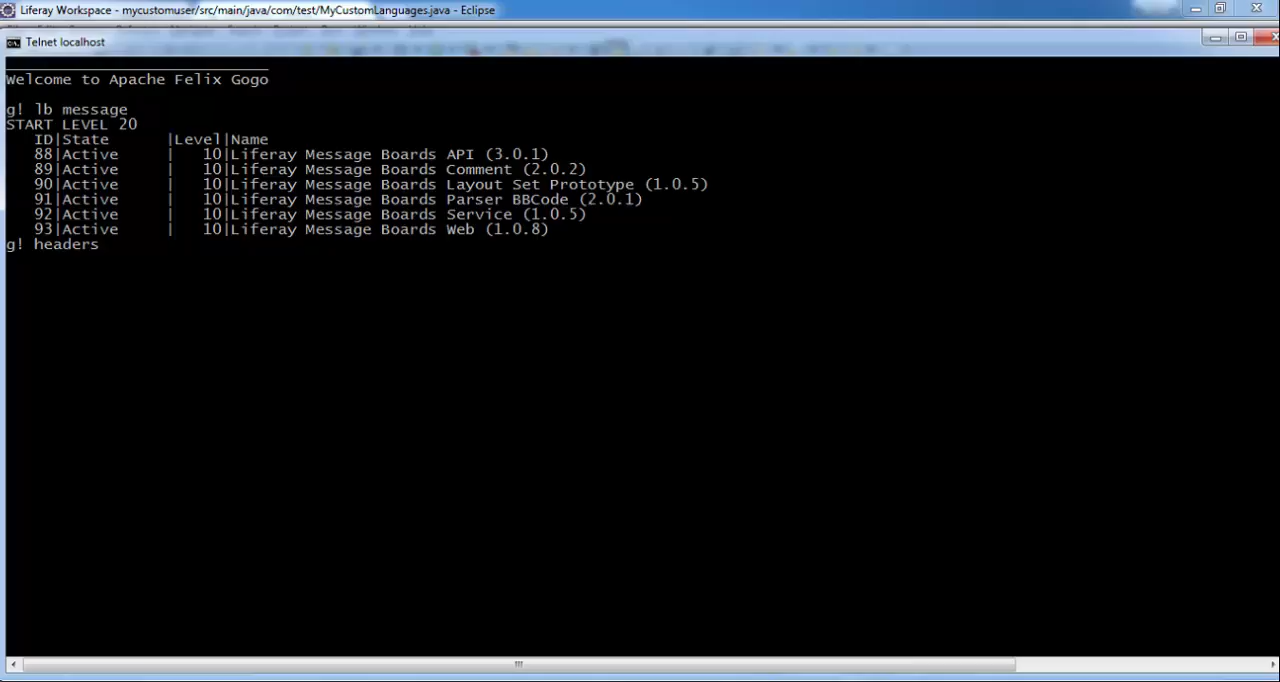 Liferay Workspace - mycustomuser/src/main/java/com/test/MyCustomLanguages.java - Eclipse
Telnet localhost
Welcome to Apache Felix Gogo
g! lb message
START LEVEL 20
   ID|State      |Level|Name
   88|Active     |   10|Liferay Message Boards API (3.0.1)
   89|Active     |   10|Liferay Message Boards Comment (2.0.2)
   90|Active     |   10|Liferay Message Boards Layout Set Prototype (1.0.5)
   91|Active     |   10|Liferay Message Boards Parser BBCode (2.0.1)
   92|Active     |   10|Liferay Message Boards Service (1.0.5)
   93|Active     |   10|Liferay Message Boards Web (1.0.8)
g! headers